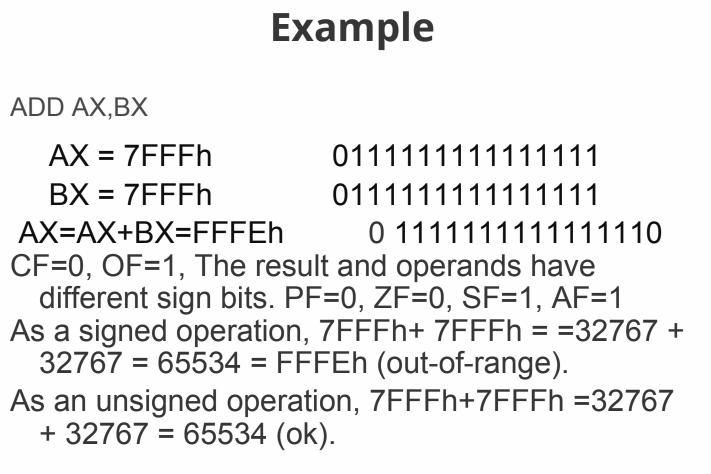 Example
ADD AX,BX
AX = 7FFFh 0111111111111111
BX = 7FFFh 0111111111111111
AX=AX+BX=FFFEh 0 1111111111111110
CF=0, OF=1, The result and operands have
different sign bits. PF=0, ZF=0, SF=1, AF=1
As a signed operation, 7FFFh+ 7FFFh = =32767 +
32767 = 65534 = FFFEh (out-of-range).
As an unsigned operation, 7FFFh+7FFFh =32767
+ 32767 = 65534 (ok).